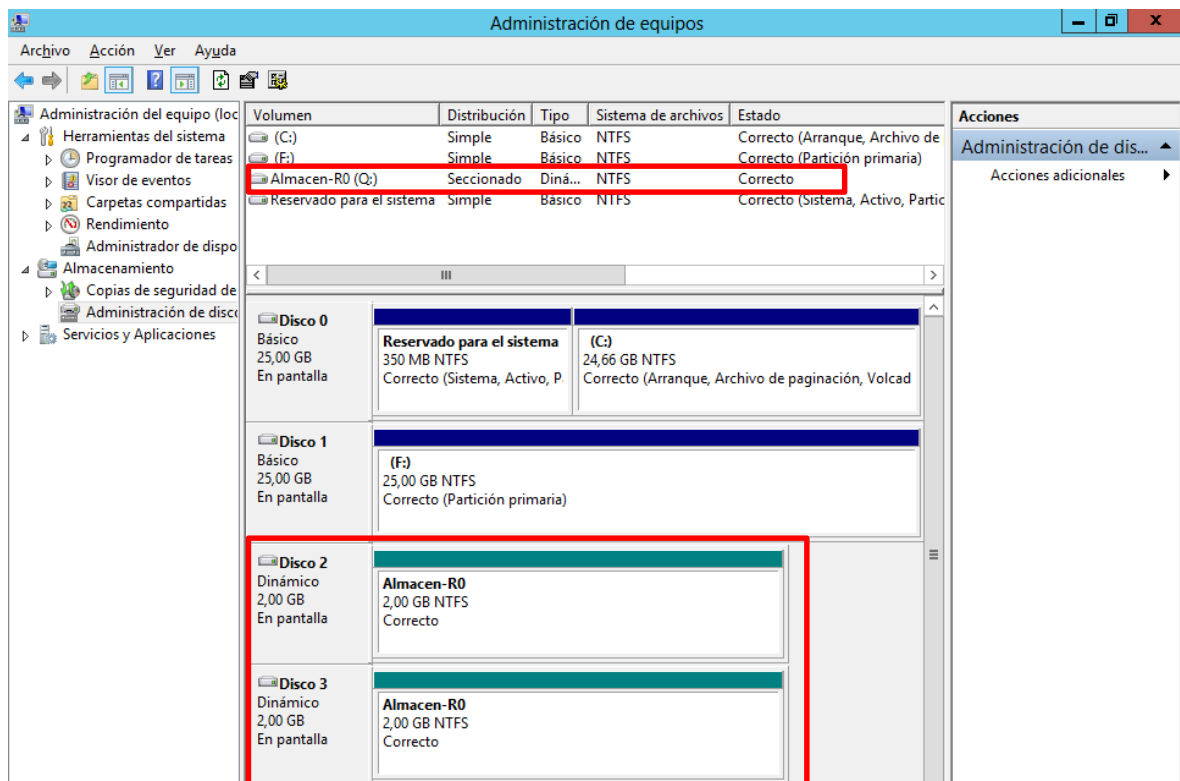 Administración de equipos
Archivo Acción Ver Ayuda
Administración del equipo (loc
Herramientas del sistema
Programador de tareas
Visor de eventos
Carpetas compartidas
Rendimiento
Administrador de dispo
Almacenamiento
Copias de seguridad de
Administración de disco
Servicios y Aplicaciones
Volumen Distribución Tipo Sistema de archivos Estado
(C:) Simple Básico NTFS Correcto (Arranque, Archivo de
(F:) Simple Básico NTFS Correcto (Partición primaria)
Almacen-R0 (Q:) Seccionado Diná... NTFS Correcto
Reservado para el sistema Simple Básico NTFS Correcto (Sistema, Activo, Partic
Disco 0
Básico
25,00 GB
En pantalla
Reservado para el sistema
350 MB NTFS
Correcto (Sistema, Activo, P
(C:)
24,66 GB NTFS
Correcto (Arranque, Archivo de paginación, Volcad
Disco 1
Básico
25,00 GB
En pantalla
(F:)
25,00 GB NTFS
Correcto (Partición primaria)
Disco 2
Dinámico
2,00 GB
En pantalla
Almacen-R0
2,00 GB NTFS
Correcto
Disco 3
Dinámico
2,00 GB
En pantalla
Almacen-R0
2,00 GB NTFS
Correcto
Acciones
Administración de dis...
Acciones adicionales